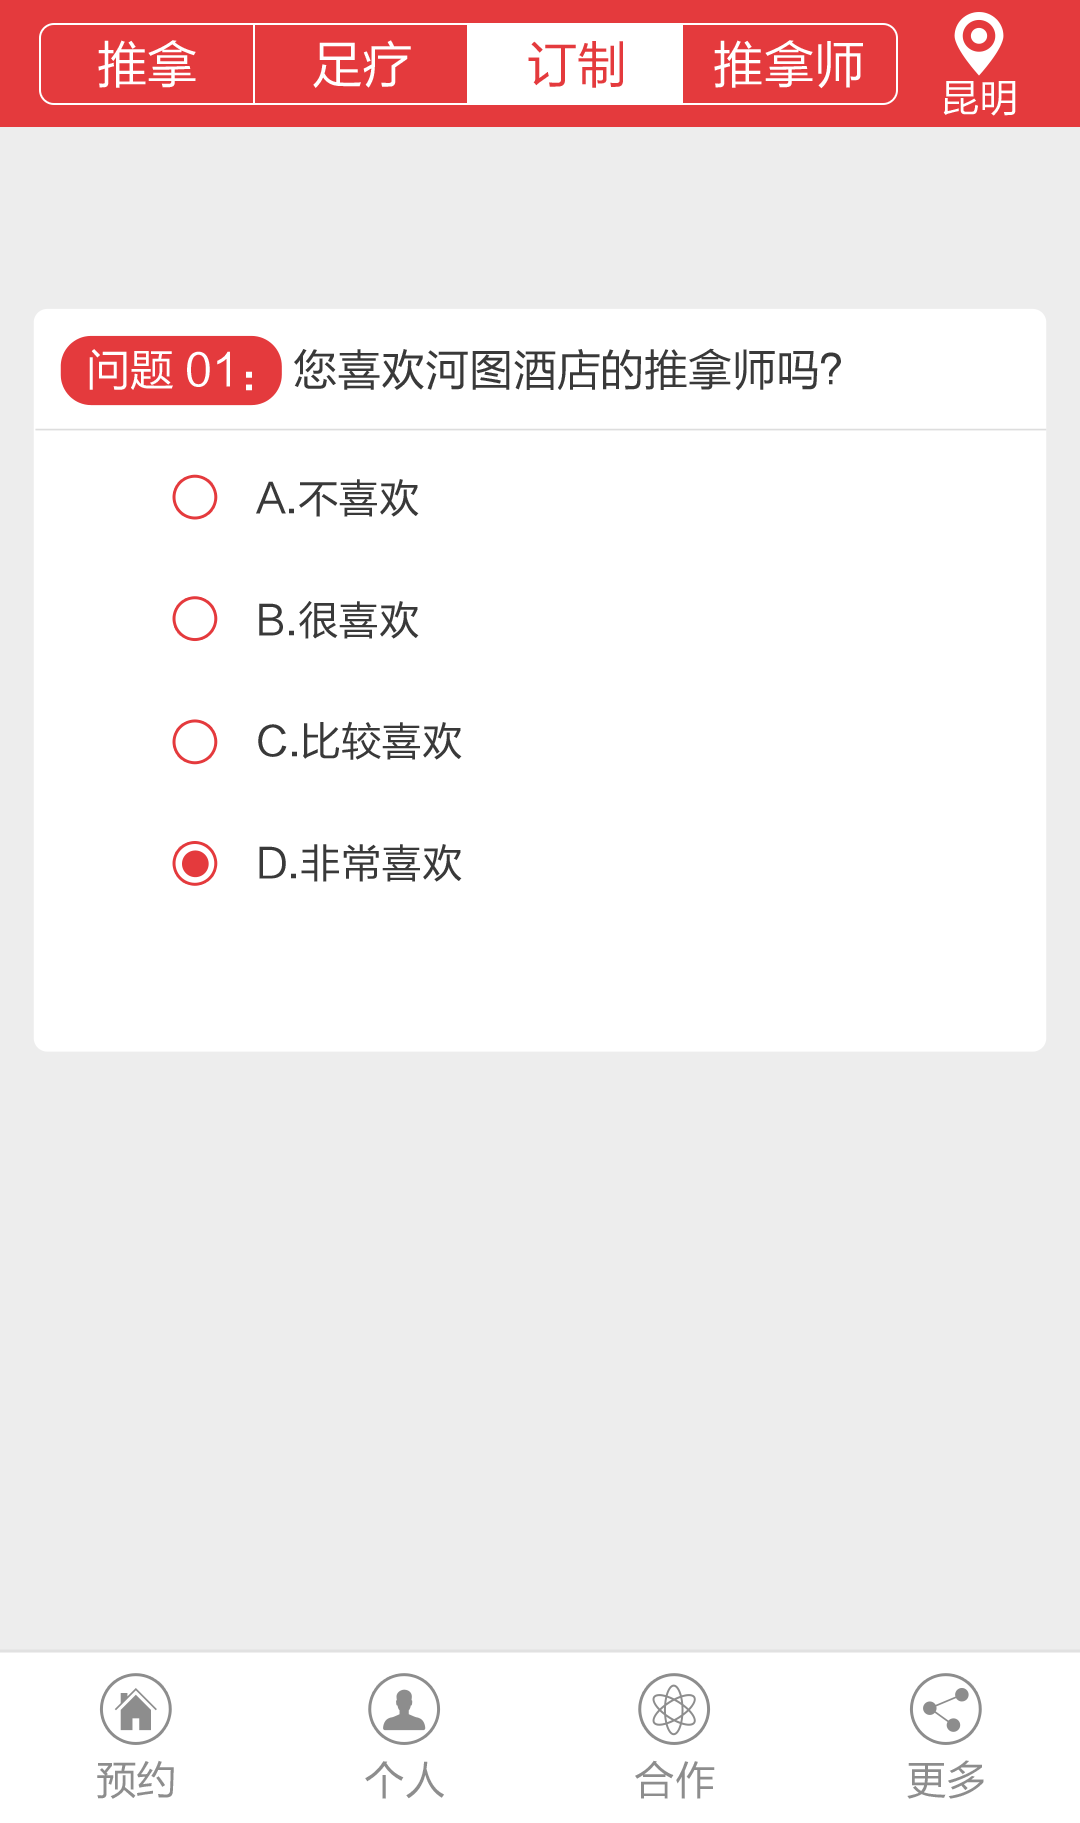 推拿 足疗 订制 推拿师
昆明
问题 01： 您喜欢河图酒店的推拿师吗?
A.不喜欢
B.很喜欢
C.比较喜欢
D.非常喜欢
预约 个人 合作 更多